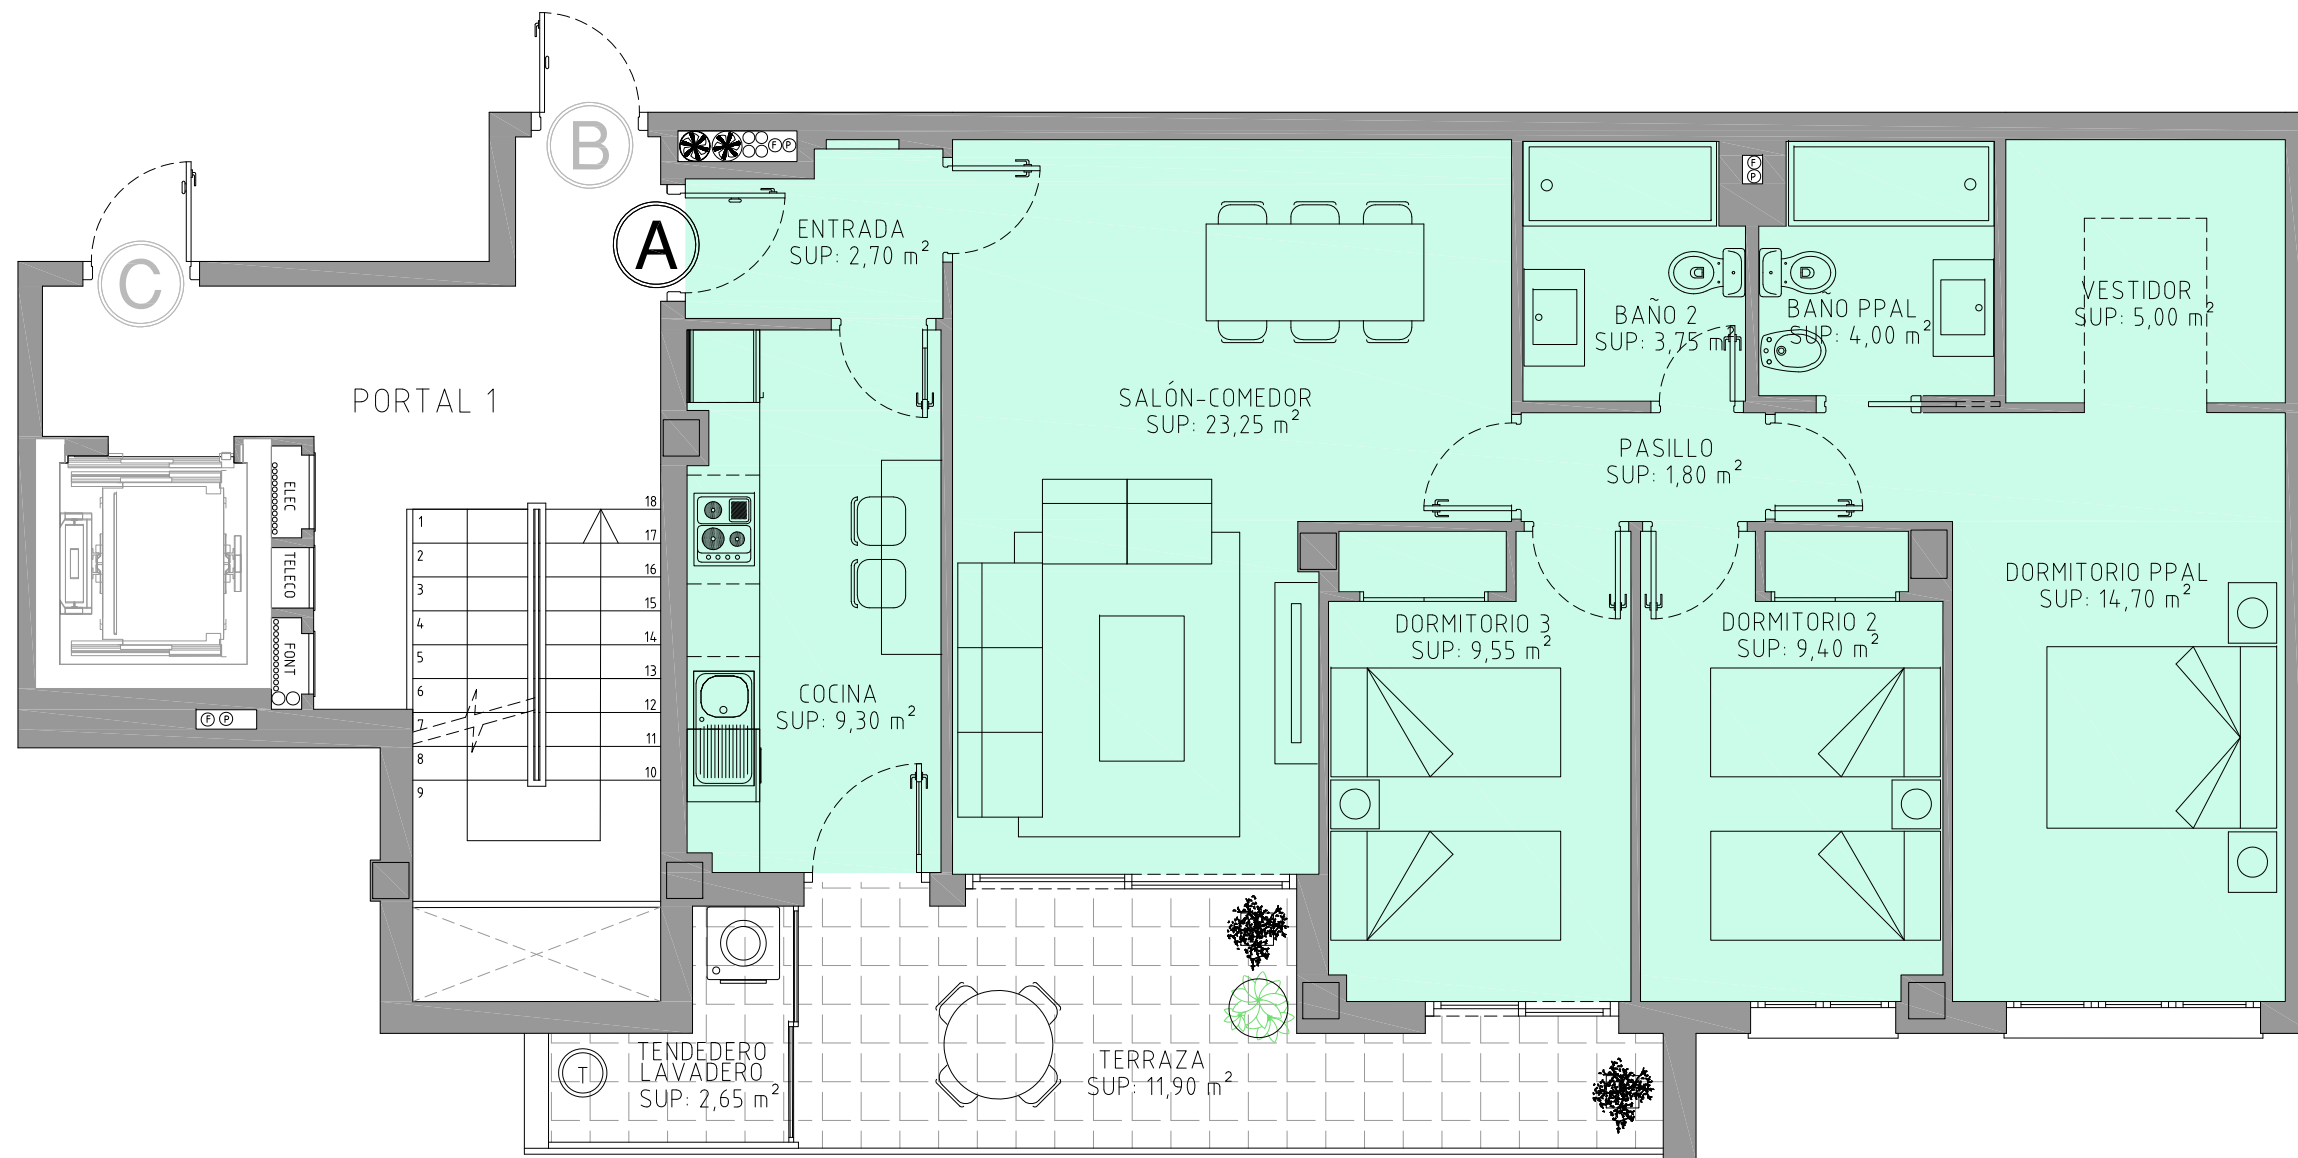 B
C
A
F P
F
P
ENTRADA
SUP: 2,70 m²
PORTAL 1
SALÓN-COMEDOR
SUP: 23,25 m²
BAÑO 2
SUP: 3,75 m²
BAÑO PPAL
SUP: 4,00 m²
VESTIDOR
SUP: 5,00 m²
PASILLO
SUP: 1,80 m²
ELEC
TELECO
FONT
F P
1
2
3
4
5
6
7
8
9
18
17
16
15
14
13
12
11
10
COCINA
SUP: 9,30 m²
DORMITORIO 3
SUP: 9,55 m²
DORMITORIO 2
SUP: 9,40 m²
DORMITORIO PPAL
SUP: 14,70 m²
T
TENDEDERO
LAVADERO
SUP: 2,65 m²
TERRAZA
SUP: 11,90 m²